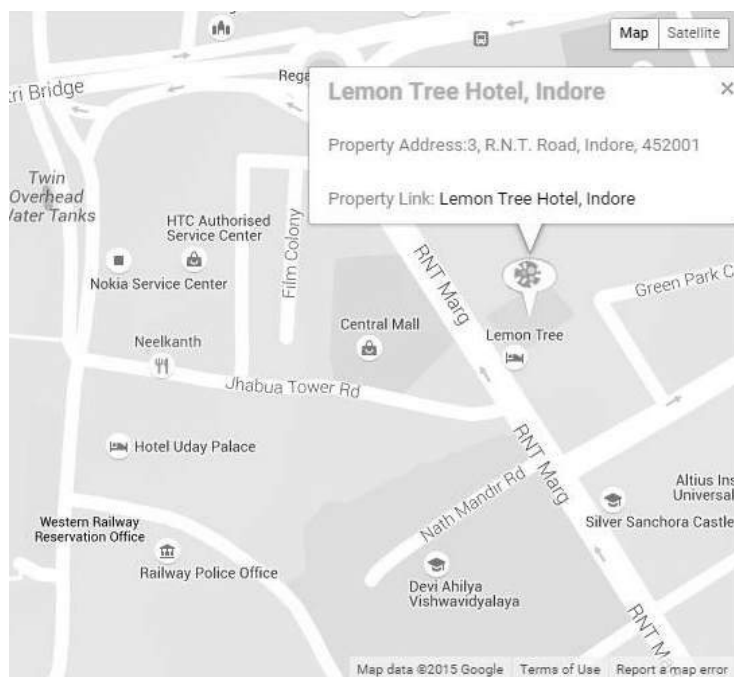 Map
Satellite
tri Bridge
Rega
Lemon Tree Hotel, Indore
Property Address:3, R.N.T. Road, Indore, 452001
Property Link: Lemon Tree Hotel, Indore
Twin
Overhead
Vater Tanks
HTC Authorised
Service Center
Nokia Service Center
Film Colony
RNT Marg
Green Park C
Central Mall
Lemon Tree
Neelkanth
Jhabua Tower Rd
Hotel Uday Palace
RNT Marg
Nath Mandir Rd
Altius Ins
Universal
Silver Sanchora Castle
Western Railway
Reservation Office
Railway Police Office
Devi Ahilya
Vishwavidyalaya
RNT M
Map data ©2015 Google
Terms of Use
Report a map error